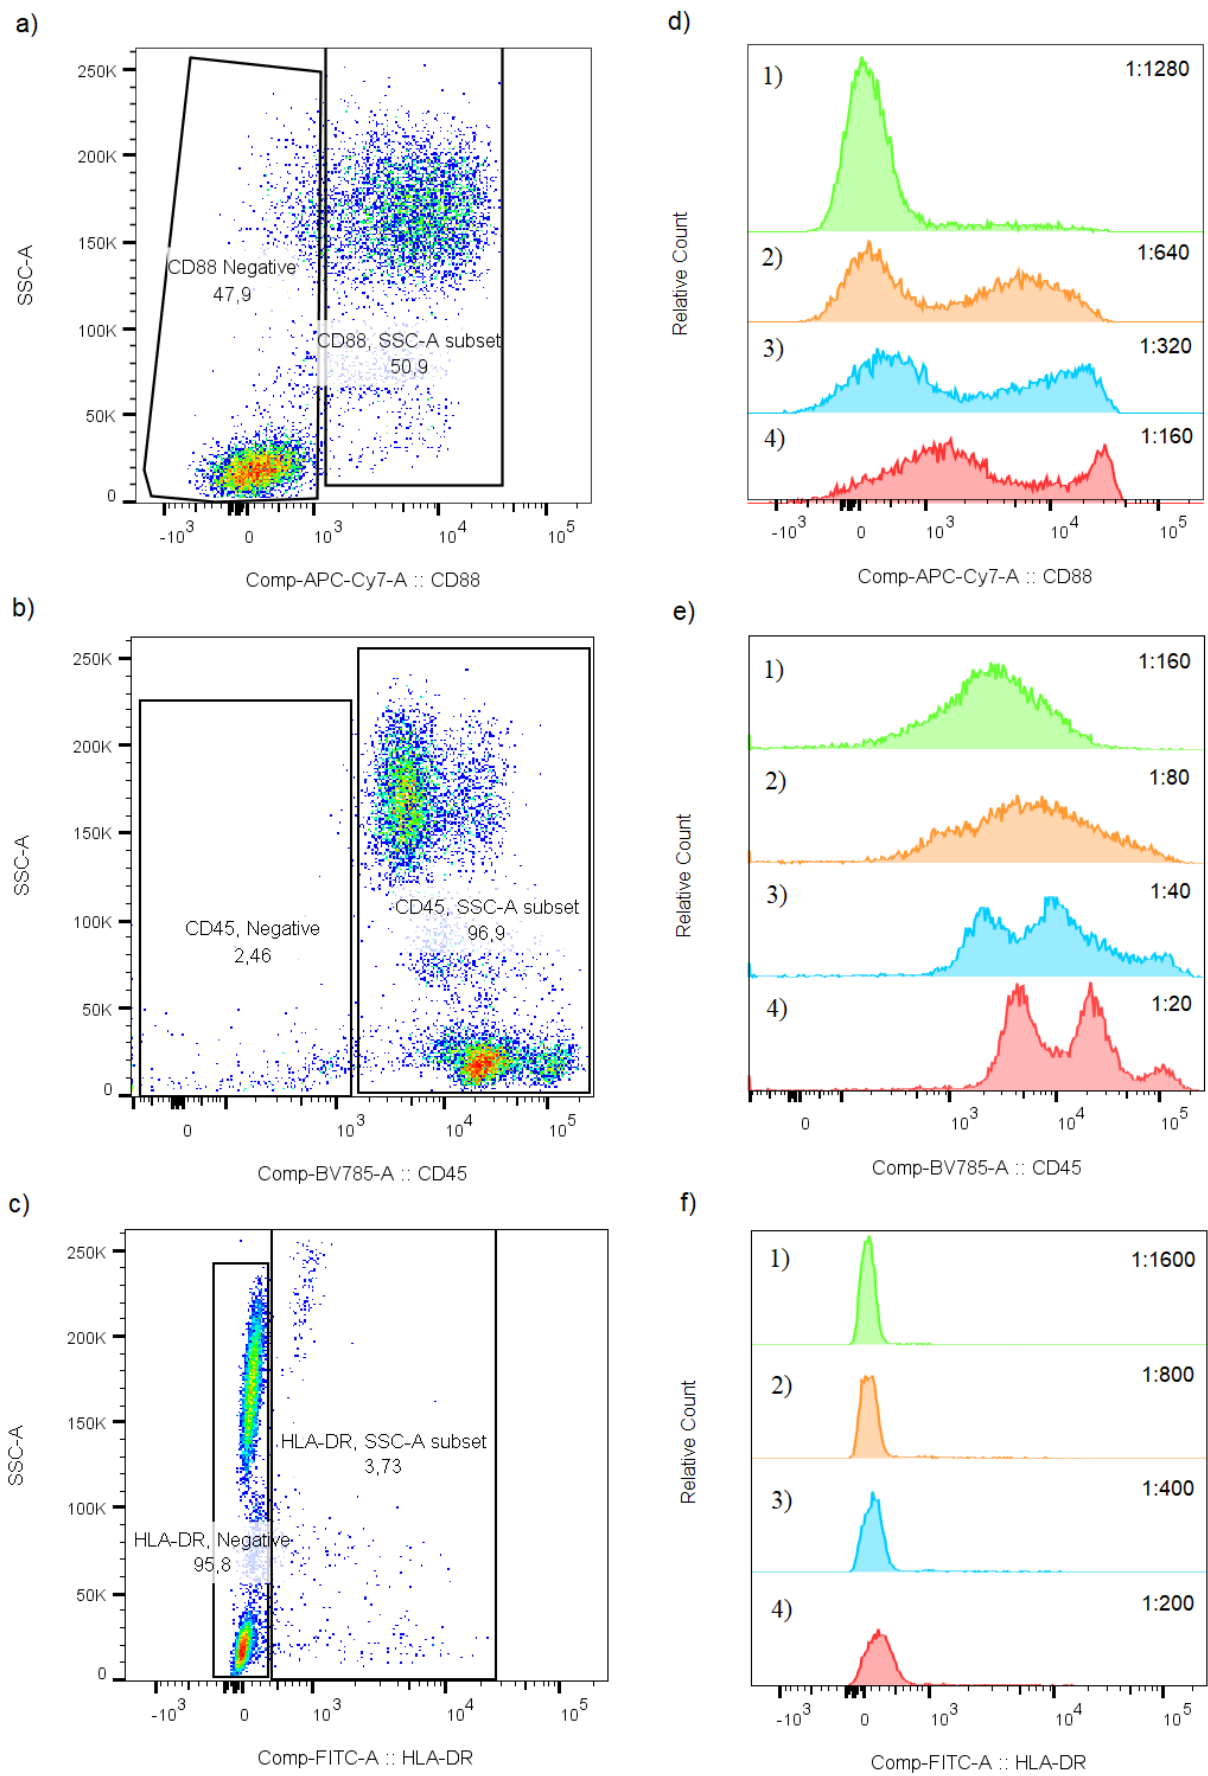 a)
250K
200K
150K
100K
50K
0
SSC-A
CD88 Negative
47,9
CD88, SSC-A subset
50,9
-10³ 0 10³ 10⁴ 10⁵
Comp-APC-Cy7-A :: CD88
d)
Relative Count
1) 1:1280
2) 1:640
3) 1:320
4) 1:160
-10³ 0 10³ 10⁴ 10⁵
Comp-APC-Cy7-A :: CD88
b)
250K
200K
150K
100K
50K
0
SSC-A
CD45, Negative
2,46
CD45, SSC-A subset
96,9
0 10³ 10⁴ 10⁵
Comp-BV785-A :: CD45
e)
Relative Count
1) 1:160
2) 1:80
3) 1:40
4) 1:20
0 10³ 10⁴ 10⁵
Comp-BV785-A :: CD45
c)
250K
200K
150K
100K
50K
0
SSC-A
HLA-DR, SSC-A subset
3,73
HLA-DR, Negative
95,8
-10³ 0 10³ 10⁴ 10⁵
Comp-FITC-A :: HLA-DR
f)
Relative Count
1) 1:1600
2) 1:800
3) 1:400
4) 1:200
-10³ 0 10³ 10⁴ 10⁵
Comp-FITC-A :: HLA-DR